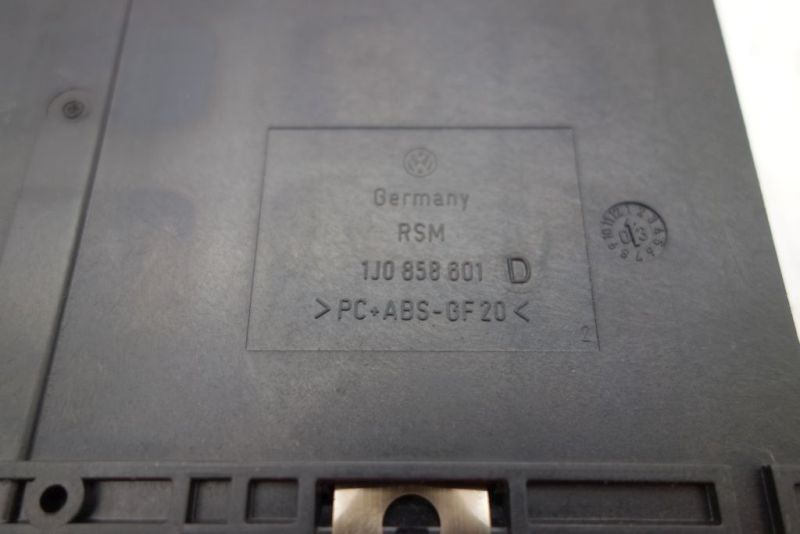 Germany
RSM
1J0 858 601 D
>PC+ABS-GF20<
2